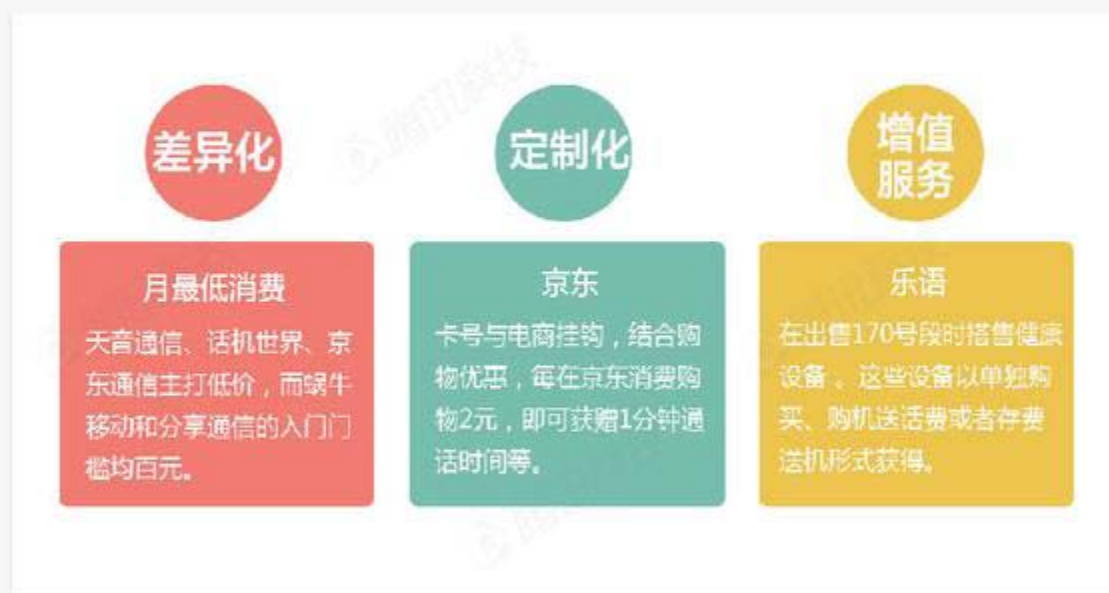 差异化
月最低消费
天音通信、话机世界、京
东通信主打低价，而蜗牛
移动和分享通信的入门门
槛均百元。
定制化
京东
卡号与电商挂钩，结合购
物优惠，每在京东消费购
物2元，即可获赠1分钟通
话时间等。
增值
服务
乐语
在出售170号段时搭售健康
设备 。这些设备以单独购
买、购机送话费或者存费
送机形式获得。
腾讯科技